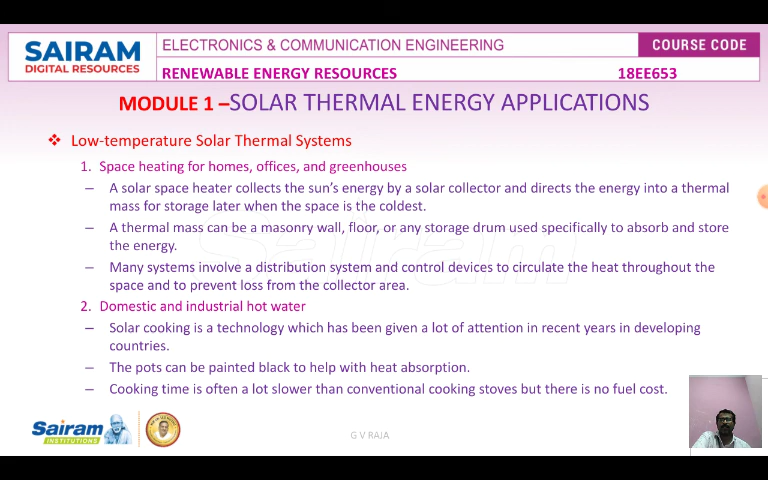 SAIRAM
DIGITAL RESOURCES
ELECTRONICS & COMMUNICATION ENGINEERING
COURSE CODE
RENEWABLE ENERGY RESOURCES
18EE653
MODULE 1 –SOLAR THERMAL ENERGY APPLICATIONS
❖ Low-temperature Solar Thermal Systems
1. Space heating for homes, offices, and greenhouses
– A solar space heater collects the sun’s energy by a solar collector and directs the energy into a thermal
mass for storage later when the space is the coldest.
– A thermal mass can be a masonry wall, floor, or any storage drum used specifically to absorb and store
the energy.
– Many systems involve a distribution system and control devices to circulate the heat throughout the
space and to prevent loss from the collector area.
2. Domestic and industrial hot water
– Solar cooking is a technology which has been given a lot of attention in recent years in developing
countries.
– The pots can be painted black to help with heat absorption.
– Cooking time is often a lot slower than conventional cooking stoves but there is no fuel cost.
Sairam
Sairam
INSTITUTIONS
G V RAJA